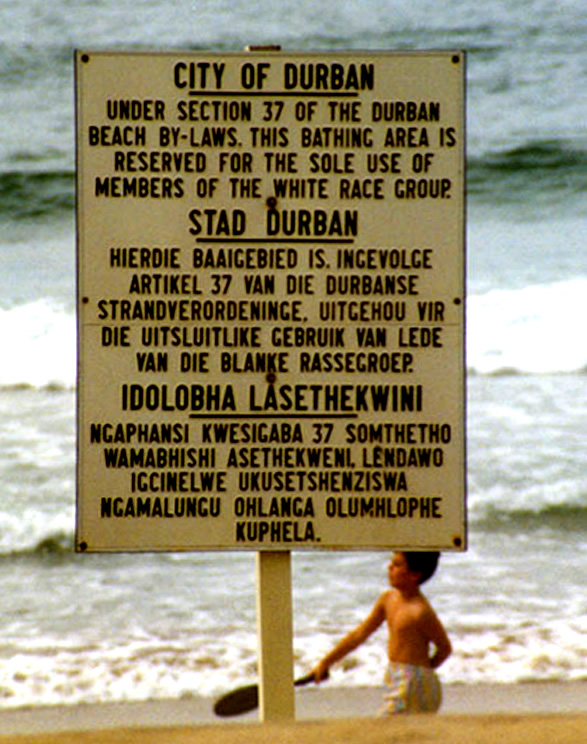 CITY OF DURBAN
UNDER SECTION 37 OF THE DURBAN
BEACH BY-LAWS. THIS BATHING AREA IS
RESERVED FOR THE SOLE USE OF
MEMBERS OF THE WHITE RACE GROUP.
STAD DURBAN
HIERDIE BAAIGEBIED IS. INGEVOLGE
ARTIKEL 37 VAN DIE DURBANSE
STRANDVERORDENINGE. UITGEHOU VIR
DIE UITSLUITLIKE GEBRUIK VAN LEDE
VAN DIE BLANKE RASSEGROEP.
IDOLOBHA LASETHEKWINI
NGAPHANSI KWESIGABA 37 SOMTHETHO
WAMABHISHI ASETHEKWENI. LENDAWO
IGCINELWE UKUSETSHENZISWA
NGAMALUNGU OHLANGA OLUMHLOPHE
KUPHELA.